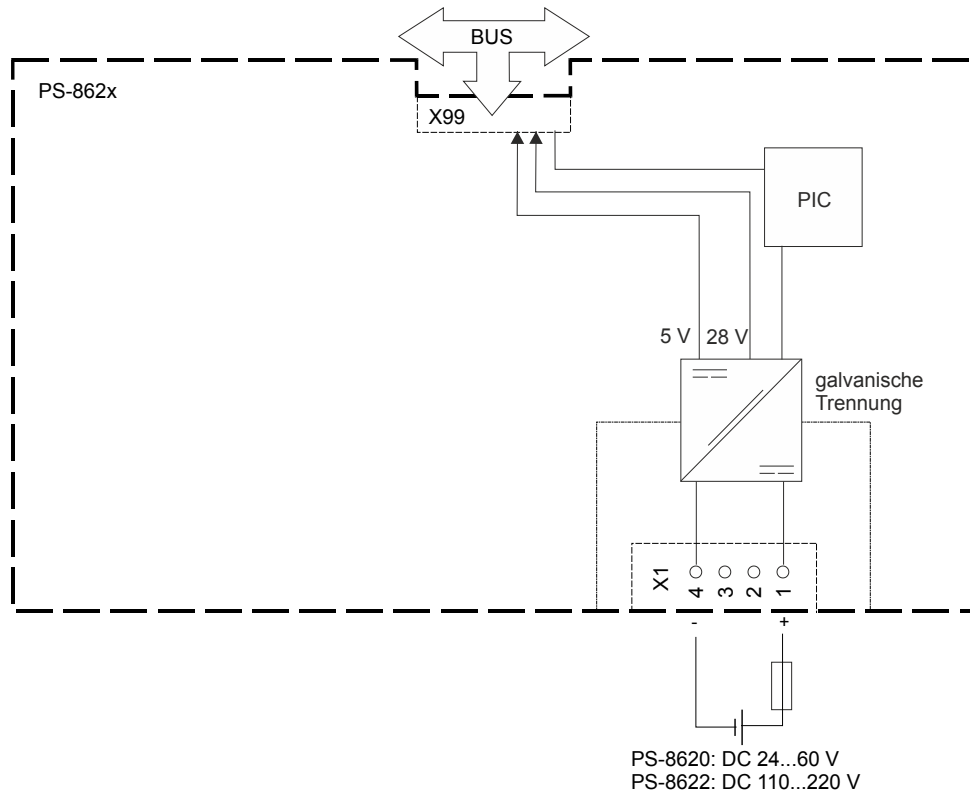 BUS
PS-862x
X99
PIC
5 V 28 V
galvanische
Trennung
X1
4
3
2
1
- +
PS-8620: DC 24...60 V
PS-8622: DC 110...220 V